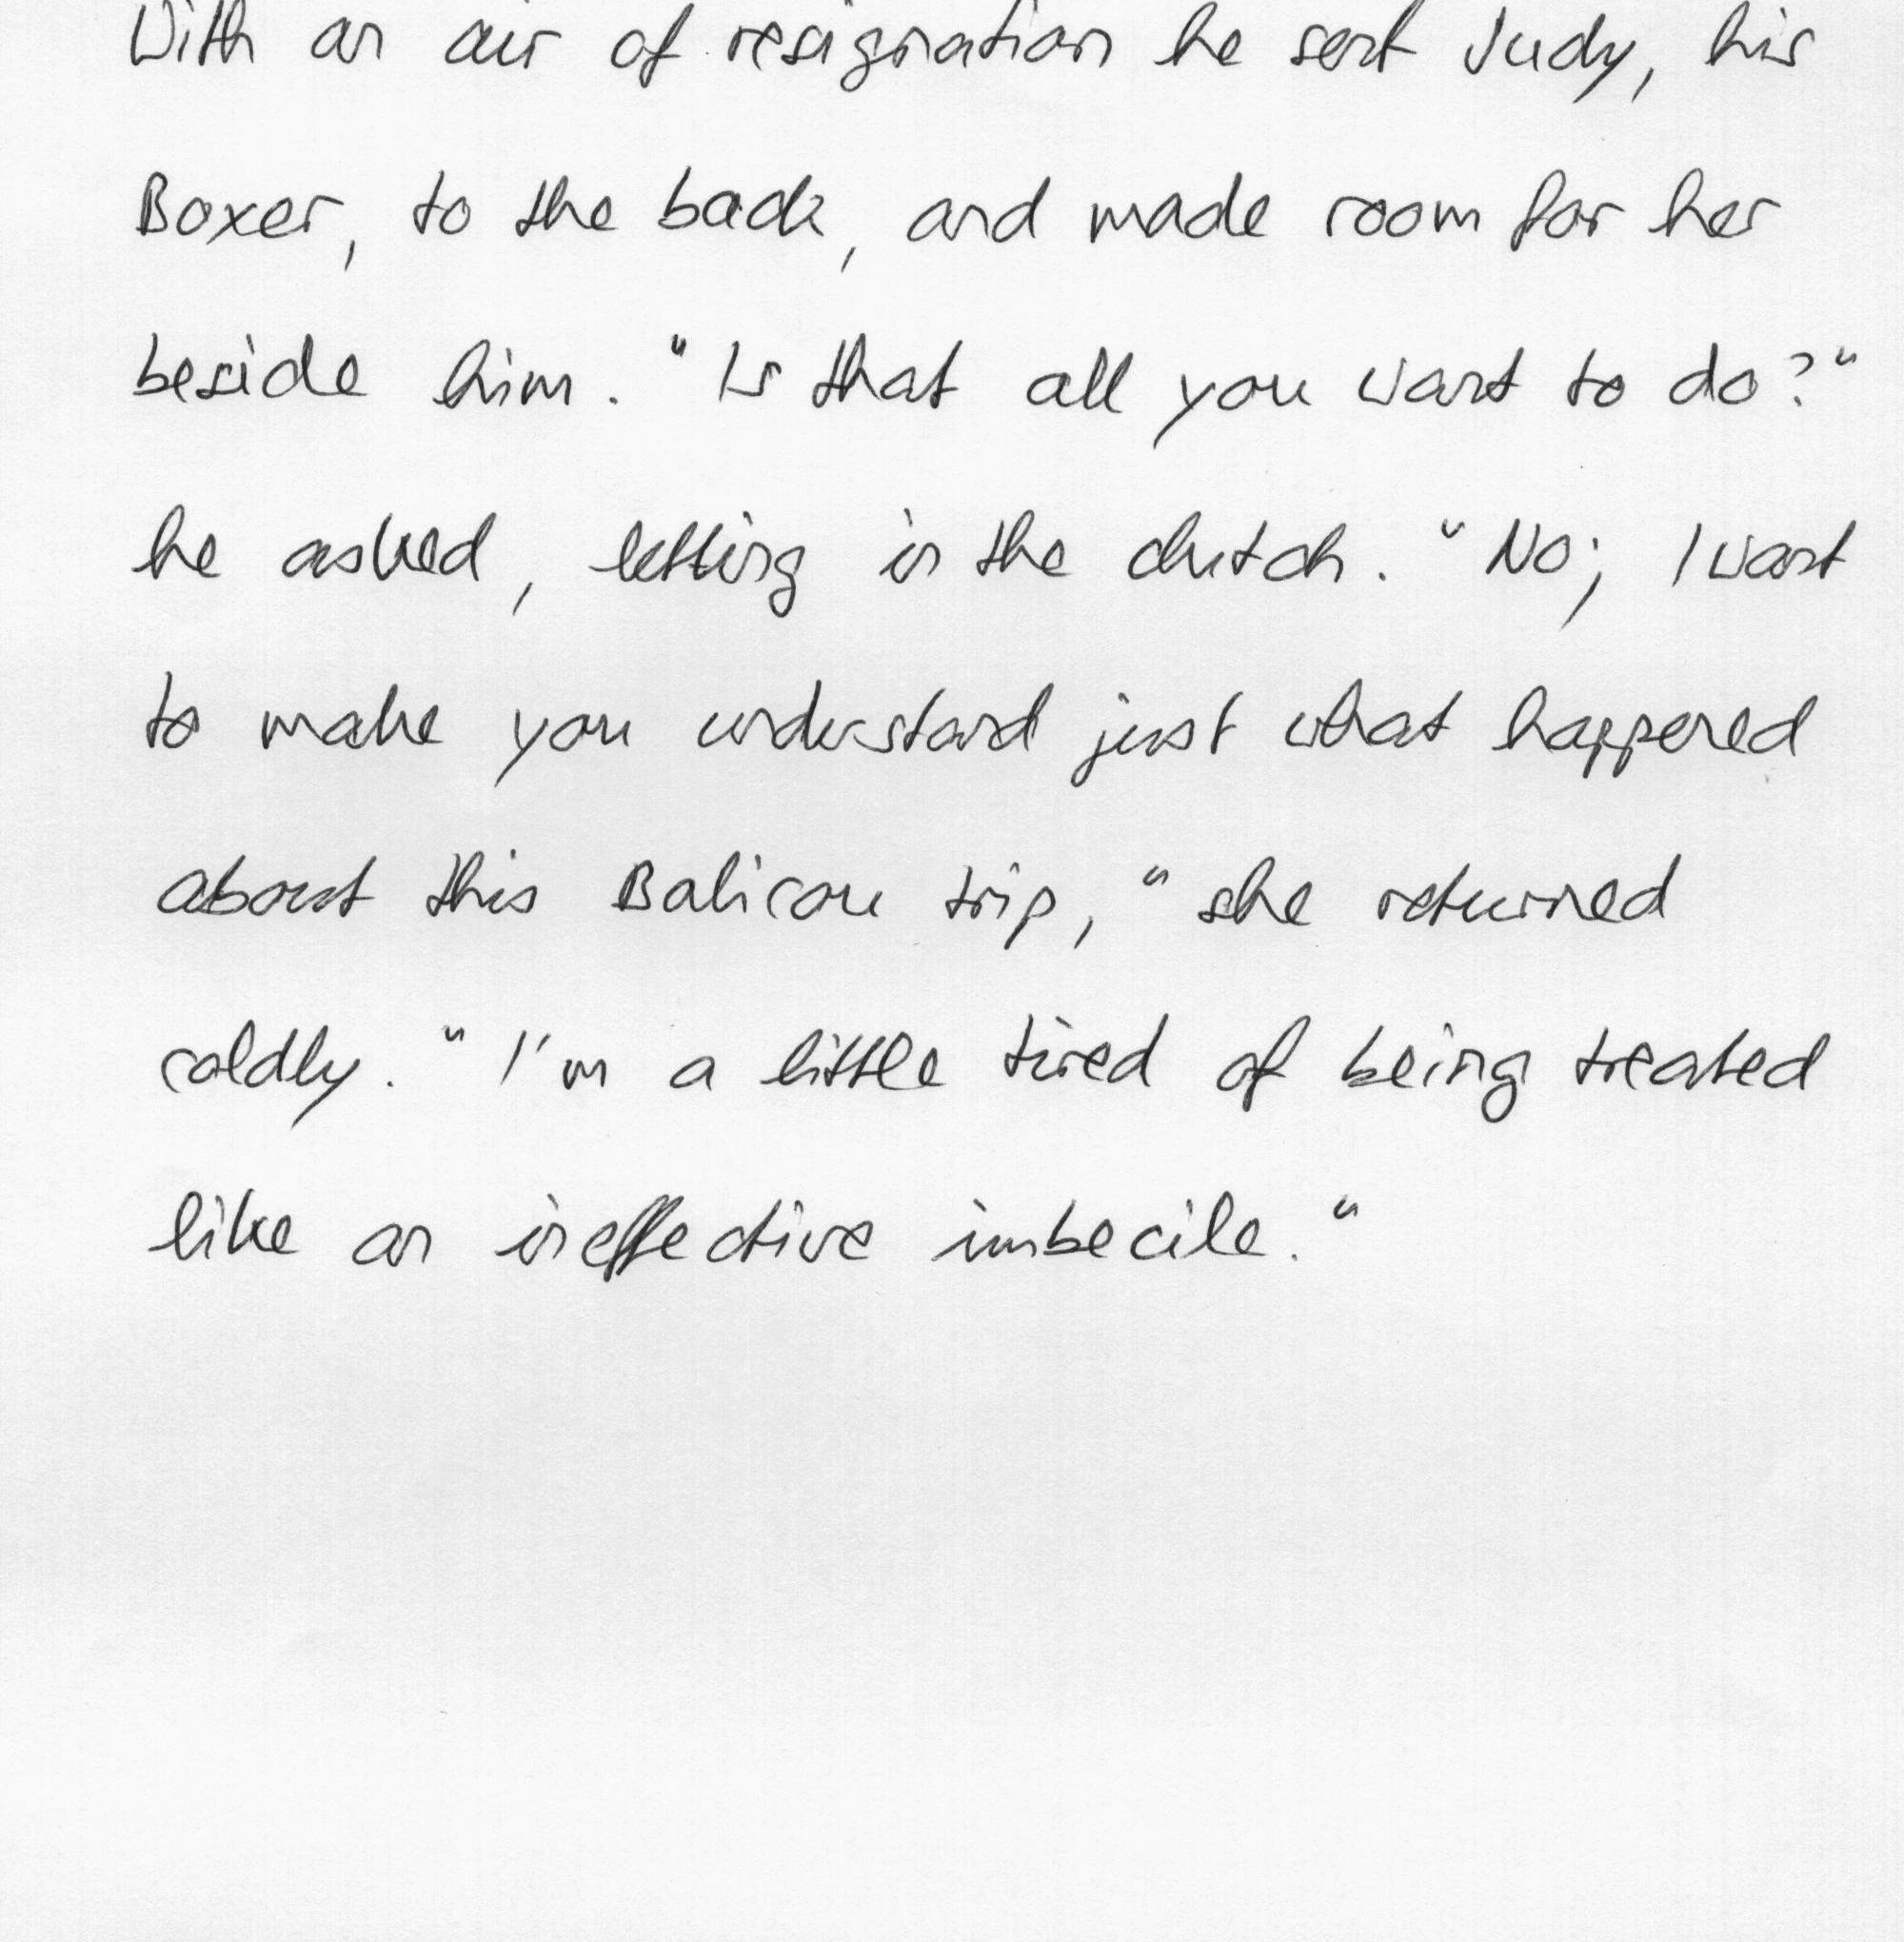 With an air of resignation he sent Judy, his
Boxer, to the back, and made room for her
beside him. "Is that all you want to do?"
he asked, letting in the clutch. "No; I want
to make you understand just what happened
about this Balicou trip," she returned
coldly. "I'm a little tired of being treated
like an ineffective imbecile."